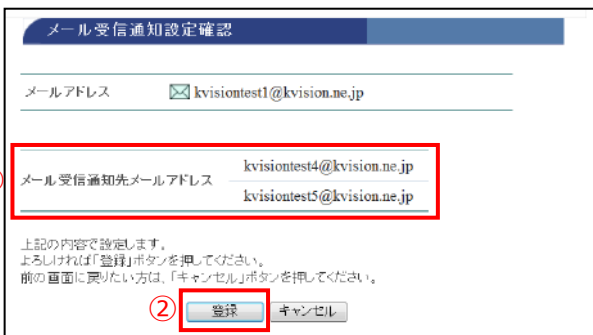 メール受信通知設定確認
メールアドレス kvisiontest1@kvision.ne.jp
メール受信通知先メールアドレス
kvisiontest4@kvision.ne.jp
kvisiontest5@kvision.ne.jp
上記の内容で設定します。
よろしければ「登録」ボタンを押してください。
前の画面に戻りたい方は、「キャンセル」ボタンを押してください。
② 登録 キャンセル